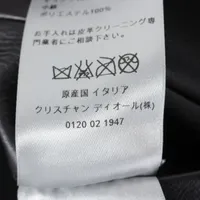 ポリエステル100%
お手入れは皮革クリーニング専
門業者にご相談下さい。
原産国 イタリア
クリスチャン ディオール(株)
0120 02 1947